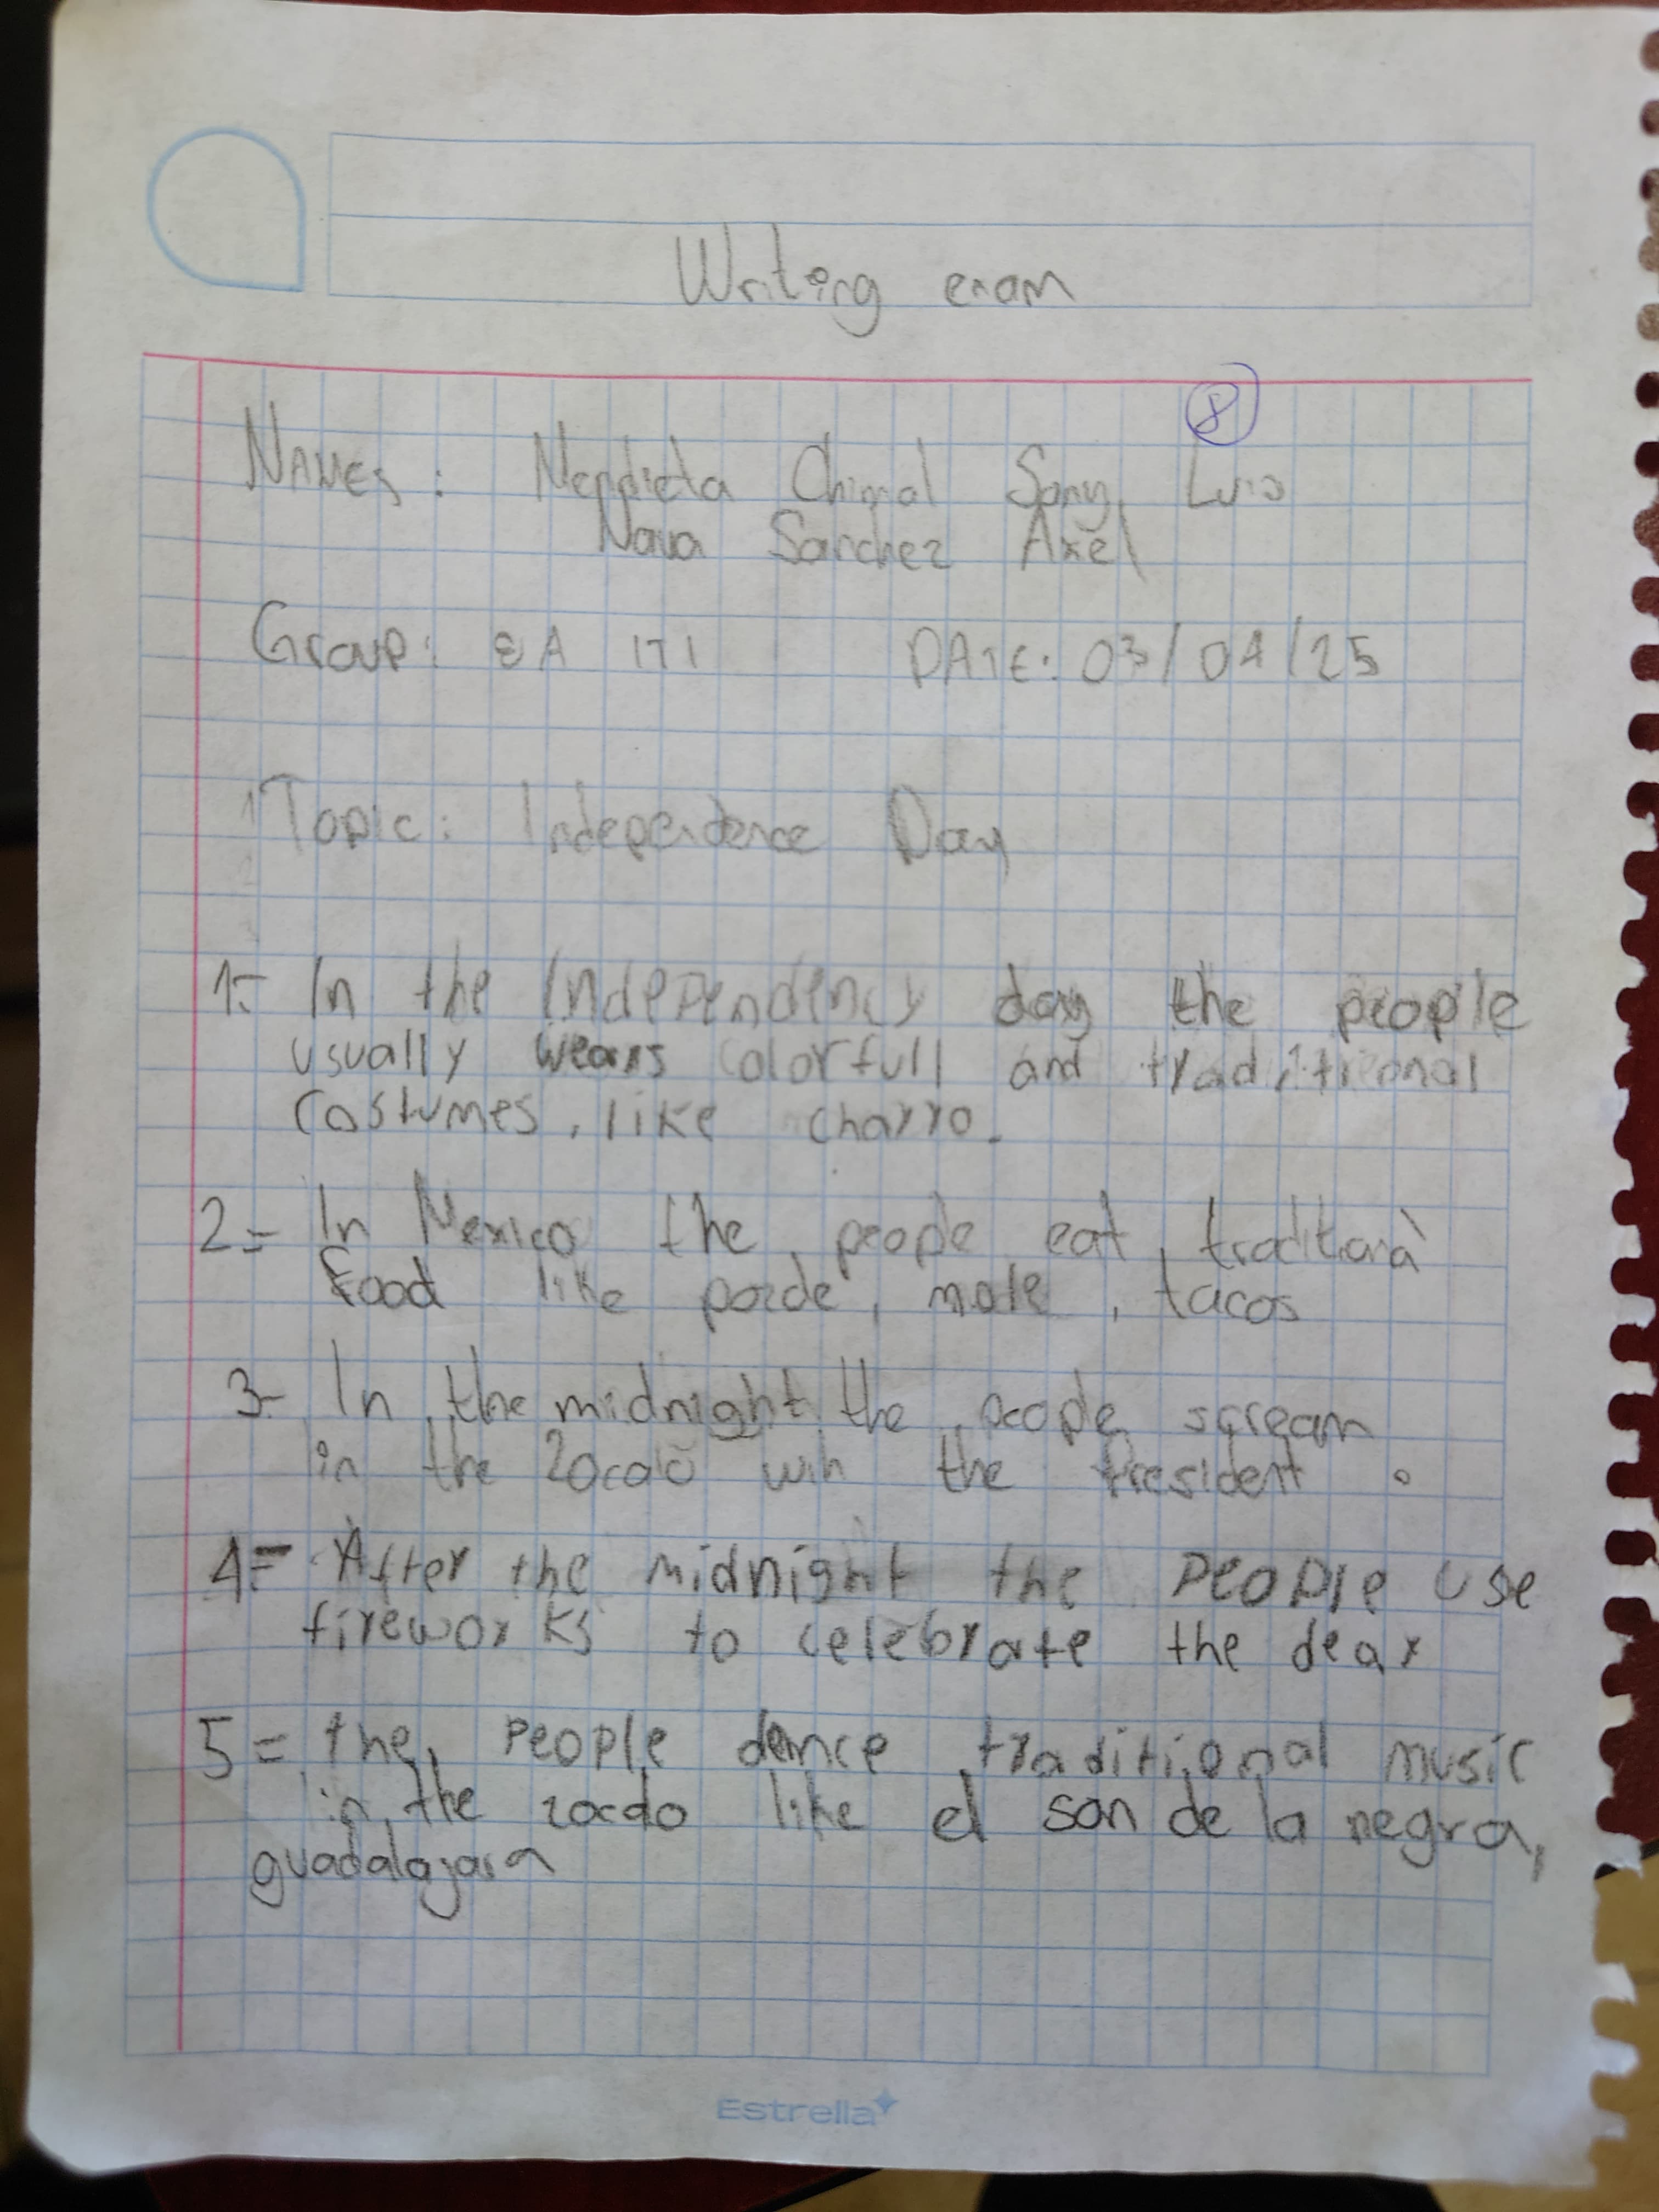 Writing exam
8
NAMES: Mendieta Chimal Sony Luis
Nava Sanchez Axel
Group: 8A ITI DATE: 03/04/25
Topic: Independence Day
1.- In the Independency day the people
usually wears colorfull and traditional
costumes, like charro.
2.- In Mexico the people eat traditional
Food like pozole, mole, tacos
3.- In the midnight the people scream
in the zocalo with the President.
4.- After the midnight the people use
fireworks to celebrate the
5.- the people dance traditional music
in the zocalo like el son de la negra,
guadalajara
Estrella